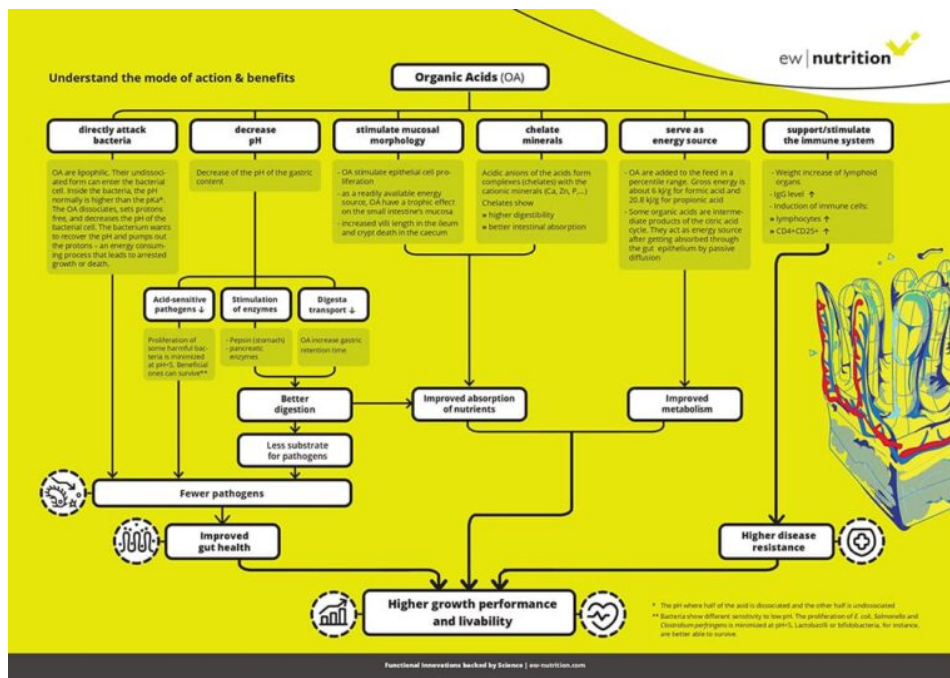 ew | nutrition
Understand the mode of action & benefits
Organic Acids (OA)
directly attack
bacteria
decrease
pH
stimulate mucosal
morphology
chelate
minerals
serve as
energy source
support/stimulate
the immune system
OA are lipophilic. Their undissoci-
ated form can enter the bacterial
cell. Inside the bacteria, the pH
normally is higher than the pKa*.
The OA dissociates, sets protons
free, and decreases the pH of the
bacterial cell. The bacterium wants
to recover the pH and pumps out
the protons – an energy consum-
ing process that leads to arrested
growth or death.
Decrease of the pH of the gastric
content
- OA stimulate epithelial cell pro-
liferation
- as a readily available energy
source, OA have a trophic effect
on the small intestine's mucosa
- increased villi length in the ileum
and crypt death in the caecum
Acidic anions of the acids form
complexes (chelates) with the
cationic minerals (Ca, Zn, P,...)
Chelates show
» higher digestibility
» better intestinal absorption
- OA are added to the feed in a
percentile range. Gross energy is
about 6 kJ/g for formic acid and
20.8 kJ/g for propionic acid
- Some organic acids are interme-
diate products of the citric acid
cycle. They act as energy source
after getting absorbed through
the gut epithelium by passive
diffusion
- Weight increase of lymphoid
organs
- IgG level ↑
- Induction of immune cells:
» lymphocytes ↑
» CD4+CD25+ ↑
Acid-sensitive
pathogens ↓
Stimulation
of enzymes
Digesta
transport ↓
Proliferation of
some harmful bac-
teria is minimized
at pH<5. Beneficial
ones can survive**
- Pepsin (stomach)
- pancreatic
enzymes
OA increase gastric
retention time
Better
digestion
Improved absorption
of nutrients
Improved
metabolism
Less substrate
for pathogens
Fewer pathogens
Improved
gut health
Higher disease
resistance
Higher growth performance
and livability
* The pH where half of the acid is dissociated and the other half is undissociated
** Bacteria show different sensitivity to low pH. The proliferation of E. coli, Salmonella and
Clostridium perfringens is minimized at pH<5, Lactobacilli or bifidobacteria, for instance,
are better able to survive.
Functional Innovations backed by Science | ew-nutrition.com